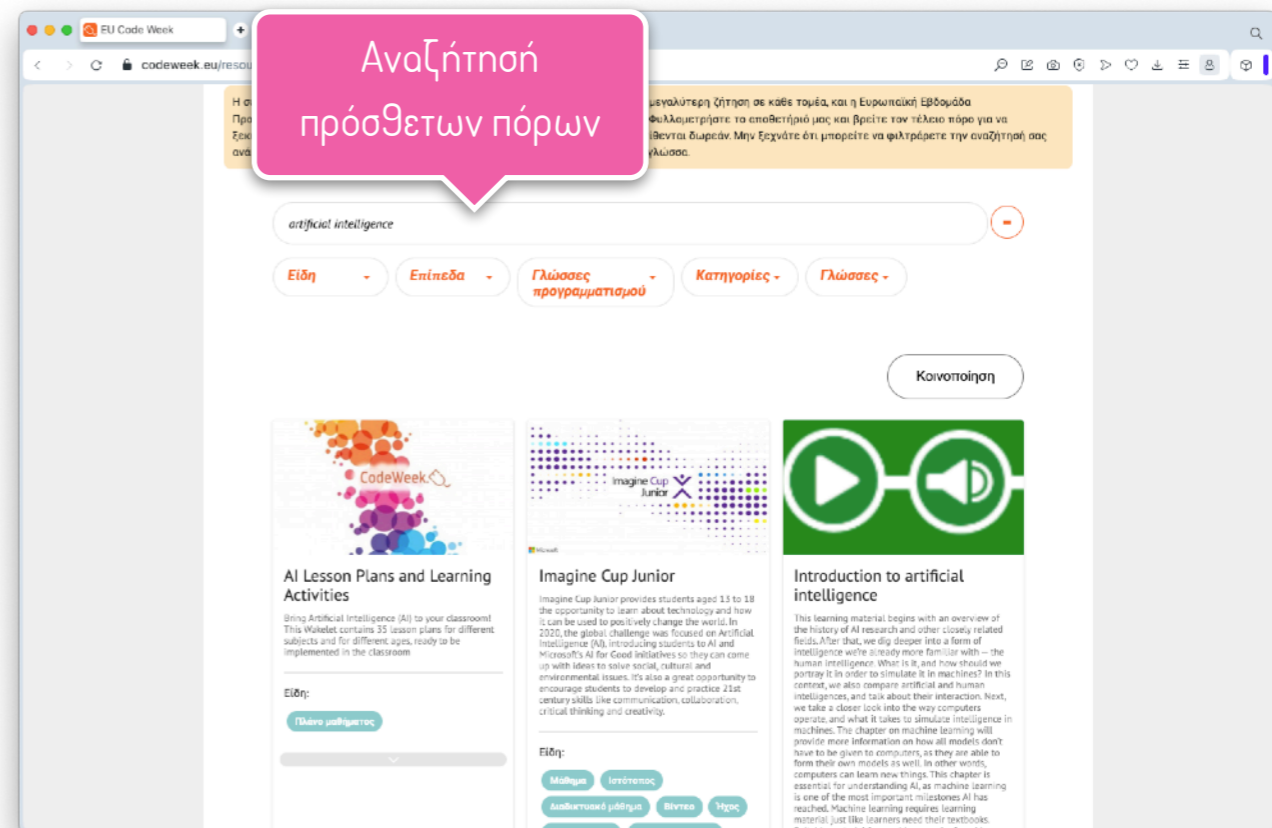 EU Code Week
codeweek.eu/resou
Αναζήτησή
πρόσθετων πόρων
μεγαλύτερη ζήτηση σε κάθε τομέα, και η Ευρωπαϊκή Εβδομάδα
Φυλλομετρήστε το αποθετήριό μας και βρείτε τον τέλειο πόρο για να
ίθενται δωρεάν. Μην ξεχνάτε ότι μπορείτε να φιλτράρετε την αναζήτησή σας
γλώσσα.
artificial intelligence
Είδη
Επίπεδα
Γλώσσες
προγραμματισμού
Κατηγορίες
Γλώσσες
Κοινοποίηση
CodeWeek
AI Lesson Plans and Learning
Activities
Bring Artificial Intelligence (AI) to your classroom!
This Wakelet contains 35 lesson plans for different
subjects and for different ages, ready to be
implemented in the classroom
Είδη:
Πλάνο μαθήματος
Imagine Cup
Junior
Microsoft
Imagine Cup Junior
Imagine Cup Junior provides students aged 13 to 18
the opportunity to learn about technology and how
it can be used to positively change the world. In
2020, the global challenge was focused on Artificial
Intelligence (AI), introducing students to AI and
Microsoft's AI for Good initiatives so they can come
up with ideas to solve social, cultural and
environmental issues. It's also a great opportunity to
encourage students to develop and practice 21st
century skills like communication, collaboration,
critical thinking and creativity.
Είδη:
Μάθημα
Ιστότοπος
Διαδικτυακό μάθημα
Βίντεο
Ήχος
Introduction to artificial
intelligence
This learning material begins with an overview of
the history of AI research and other closely related
fields. After that, we dig deeper into a form of
intelligence we're already more familiar with — the
human intelligence. What is it, and how should we
portray it in order to simulate it in machines? In this
context, we also compare artificial and human
intelligences, and talk about their interaction. Next,
we take a closer look into the way computers
operate, and what it takes to simulate intelligence in
machines. The chapter on machine learning will
provide more information on how all models don't
have to be given to computers, as they are able to
form their own models as well. In other words,
computers can learn new things. This chapter is
essential for understanding AI, as machine learning
is one of the most important milestones AI has
reached. Machine learning requires learning
material just like learners need their textbooks.